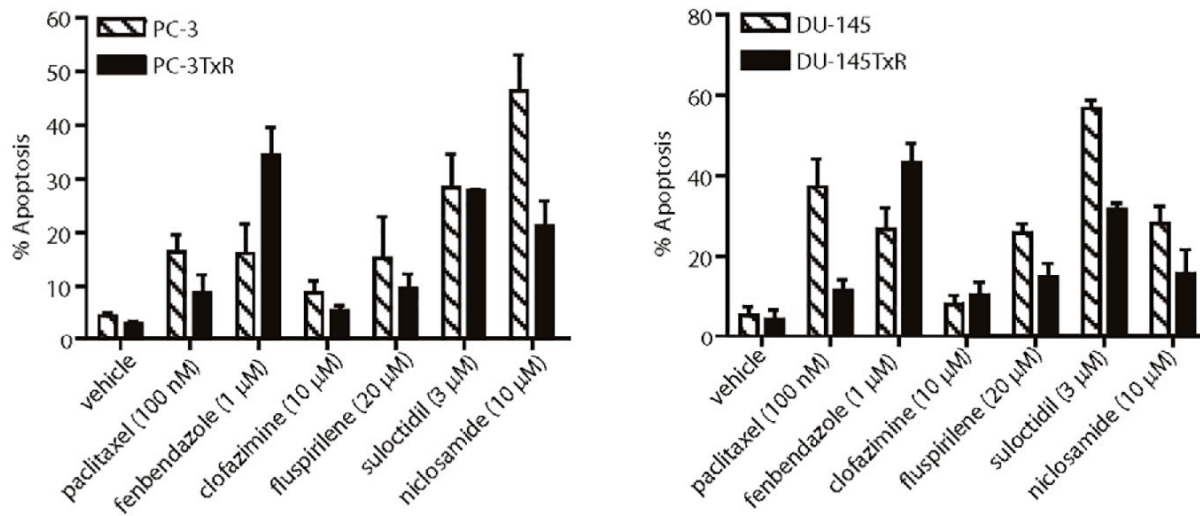 60
50
40
30
20
10
0
% Apoptosis
PC-3
PC-3TxR
vehicle
paclitaxel (100 nM)
fenbendazole (1 µM)
clofazimine (10 µM)
fluspirilene (20 µM)
suloctidil (3 µM)
niclosamide (10 µM)
80
60
40
20
0
% Apoptosis
DU-145
DU-145TxR
vehicle
paclitaxel (100 nM)
fenbendazole (1 µM)
clofazimine (10 µM)
fluspirilene (20 µM)
suloctidil (3 µM)
niclosamide (10 µM)